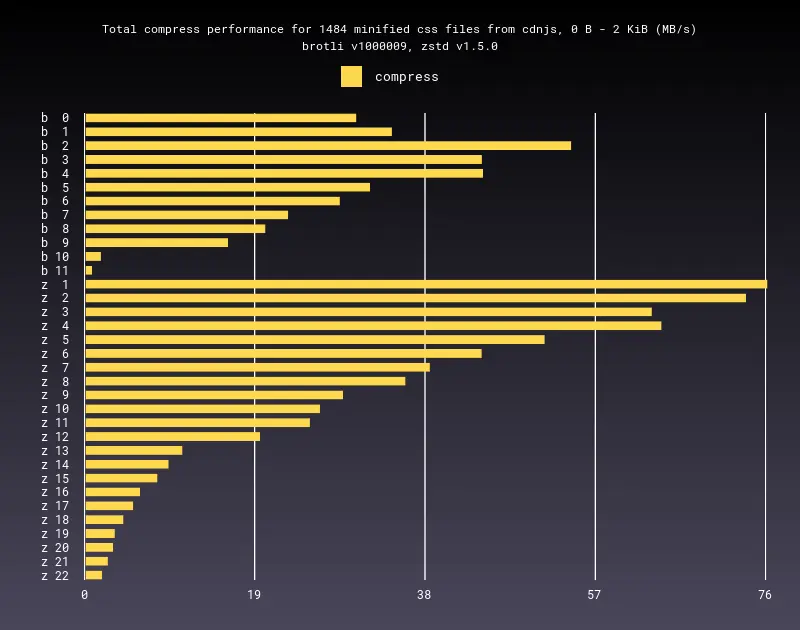 Total compress performance for 1484 minified css files from cdnjs, 0 B - 2 KiB (MB/s)
brotli v1000009, zstd v1.5.0
compress
b 0
b 1
b 2
b 3
b 4
b 5
b 6
b 7
b 8
b 9
b 10
b 11
z 1
z 2
z 3
z 4
z 5
z 6
z 7
z 8
z 9
z 10
z 11
z 12
z 13
z 14
z 15
z 16
z 17
z 18
z 19
z 20
z 21
z 22
0 19 38 57 76